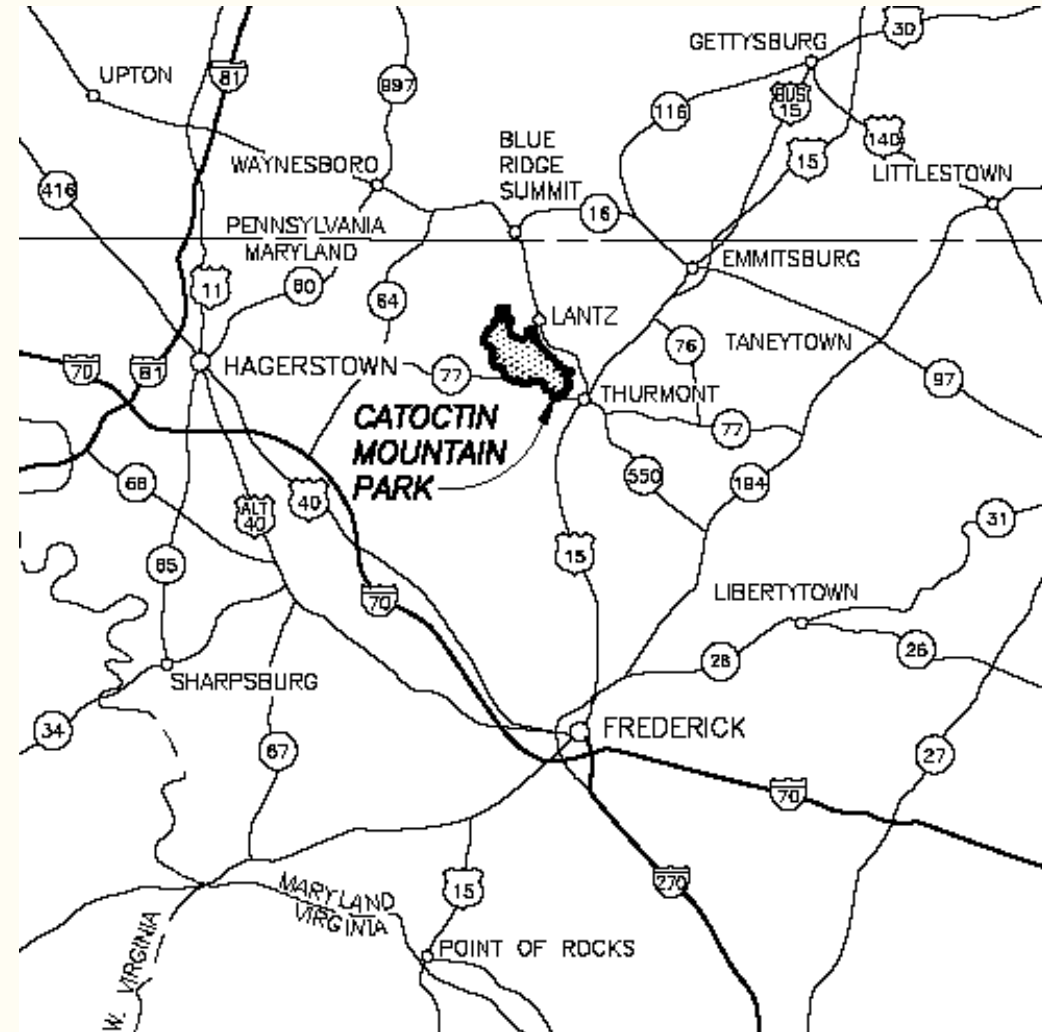 30
GETTYSBURG
UPTON
81
997
BUS
15
116
BLUE
RIDGE
SUMMIT
140
15
WAYNESBORO
LITTLESTOWN
416
16
PENNSYLVANIA
MARYLAND
EMMITSBURG
11
60
64
LANTZ
76
TANEYTOWN
70
81
HAGERSTOWN
77
97
THURMONT
CATOCTIN
MOUNTAIN
PARK
77
550
194
68
ALT
40
40
31
15
65
70
LIBERTYTOWN
26
26
SHARPSBURG
34
67
FREDERICK
27
70
270
MARYLAND
VIRGINIA
15
W. VIRGINIA
POINT OF ROCKS